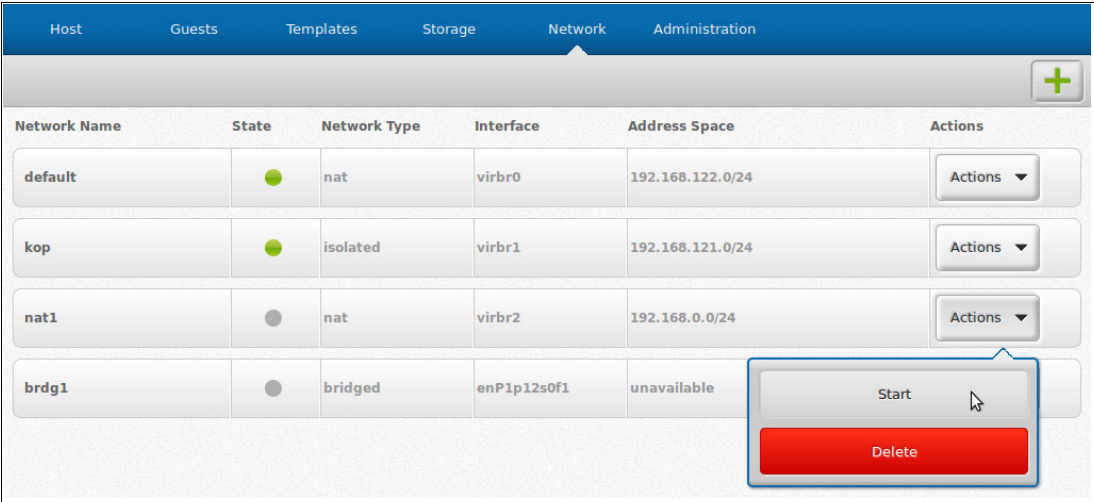 Host Guests Templates Storage Network Administration
Network Name State Network Type Interface Address Space Actions
default nat virbr0 192.168.122.0/24 Actions
kop isolated virbr1 192.168.121.0/24 Actions
nat1 nat virbr2 192.168.0.0/24 Actions
brdg1 bridged enP1p12s0f1 unavailable
Start
Delete